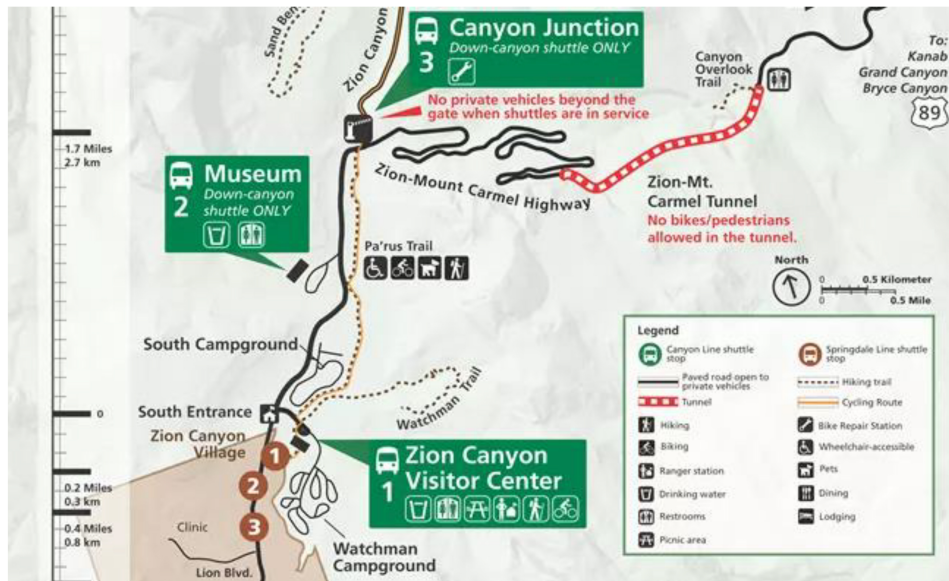 Sand Ben
Zion Canyon
Canyon Junction
3
Down-canyon shuttle ONLY
No private vehicles beyond the
gate when shuttles are in service
Canyon
Overlook
Trail
To:
Kanab
Grand Canyon
Bryce Canyon
89
1.7 Miles
2.7 km
Museum
2
Down-canyon
shuttle ONLY
Zion-Mount Carmel Highway
Zion-Mt.
Carmel Tunnel
No bikes/pedestrians
allowed in the tunnel.
Pa'rus Trail
North
0 0.5 Kilometer
0 0.5 Mile
South Campground
South Entrance
0
Watchman Trail
Zion Canyon
Village
1
2
3
Zion Canyon
Visitor Center
1
0.2 Miles
0.3 km
0.4 Miles
0.8 km
Clinic
Lion Blvd.
Watchman
Campground
Legend
Canyon Line shuttle
stop
Springdale Line shuttle
stop
Paved road open to
private vehicles
Hiking trail
Tunnel
Cycling Route
Hiking
Bike Repair Station
Biking
Wheelchair-accessible
Ranger station
Pets
Drinking water
Dining
Restrooms
Lodging
Picnic area